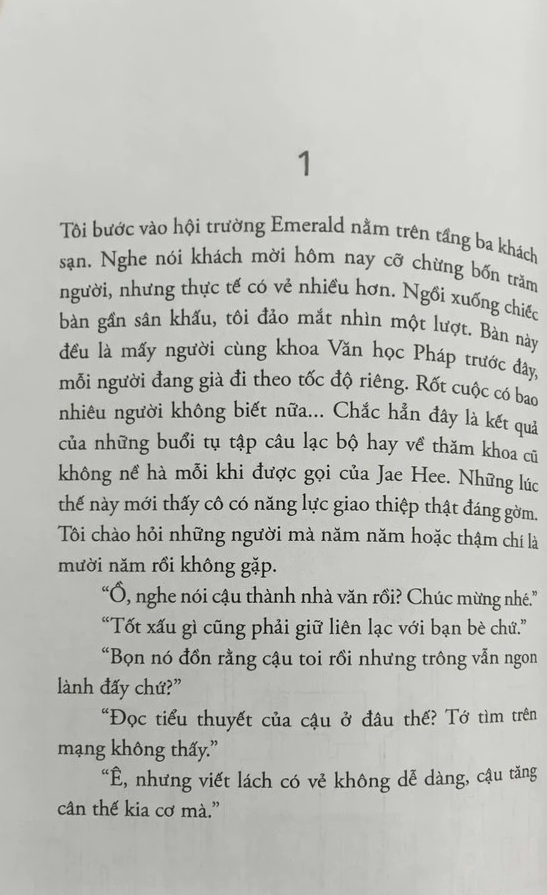 1
Tôi bước vào hội trường Emerald nằm trên tầng ba khách
sạn. Nghe nói khách mời hôm nay cỡ chừng bốn trăm
người, nhưng thực tế có vẻ nhiều hơn. Ngồi xuống chiếc
bàn gần sân khấu, tôi đảo mắt nhìn một lượt. Bàn này
đều là mấy người cùng khoa Văn học Pháp trước đây,
mỗi người đang già đi theo tốc độ riêng. Rốt cuộc có bao
nhiêu người không biết nữa... Chắc hẳn đây là kết quả
của những buổi tụ tập câu lạc bộ hay về thăm khoa cũ
không nề hà mỗi khi được gọi của Jae Hee. Những lúc
thế này mới thấy cô có năng lực giao thiệp thật đáng gờm.
Tôi chào hỏi những người mà năm năm hoặc thậm chí là
mười năm rồi không gặp.
“Ồ, nghe nói cậu thành nhà văn rồi? Chúc mừng nhé.”
“Tốt xấu gì cũng phải giữ liên lạc với bạn bè chứ.”
“Bọn nó đồn rằng cậu toi rồi nhưng trông vẫn ngon
lành đấy chứ?”
“Đọc tiểu thuyết của cậu ở đâu thế? Tớ tìm trên
mạng không thấy.”
“Ê, nhưng viết lách có vẻ không dễ dàng, cậu tăng
cân thế kia cơ mà.”